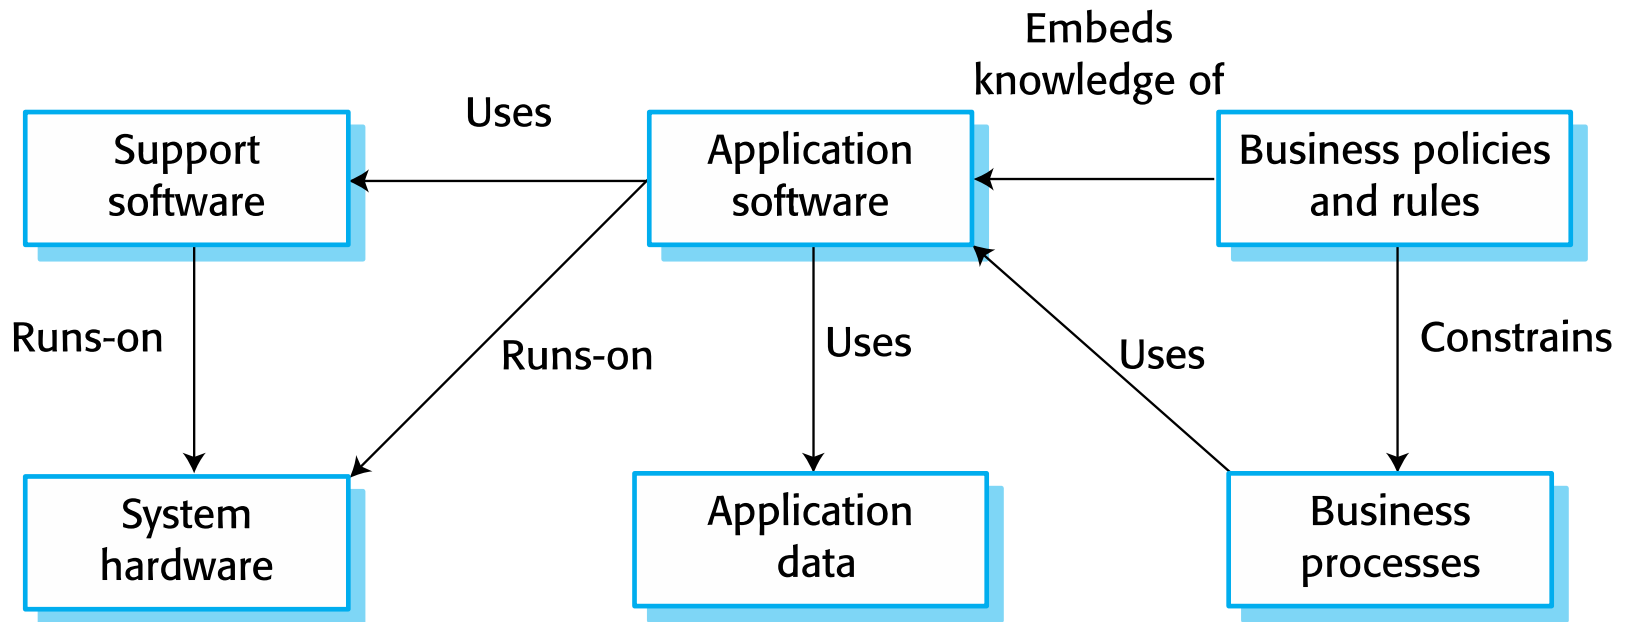 Embeds
knowledge of
Uses
Support
software
Application
software
Business policies
and rules
Runs-on
Runs-on
Uses
Uses
Constrains
System
hardware
Application
data
Business
processes